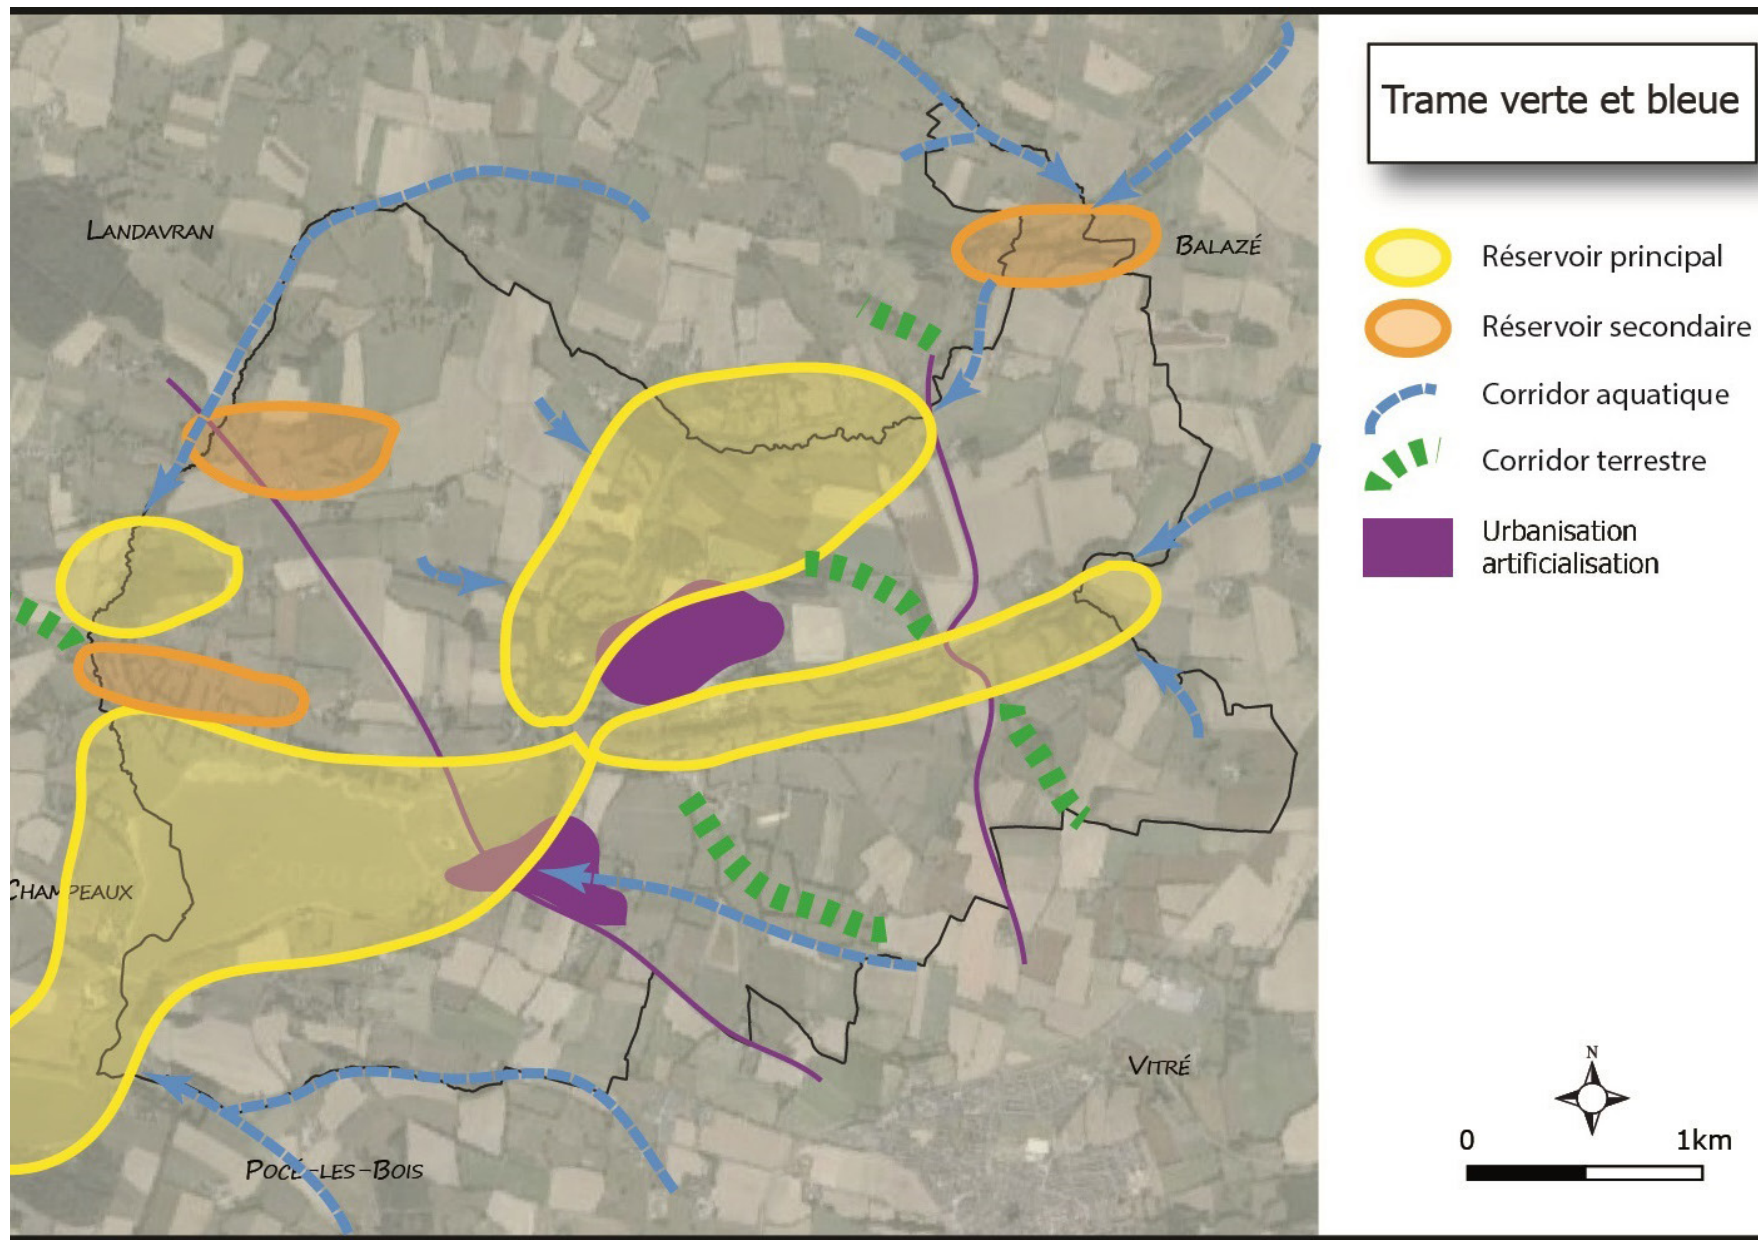 Trame verte et bleue
LANDAVRAN
BALAZÉ
CHAMPEAUX
VITRÉ
POCÉ-LES-BOIS
Réservoir principal
Réservoir secondaire
Corridor aquatique
Corridor terrestre
Urbanisation
artificialisation
N
0 1km